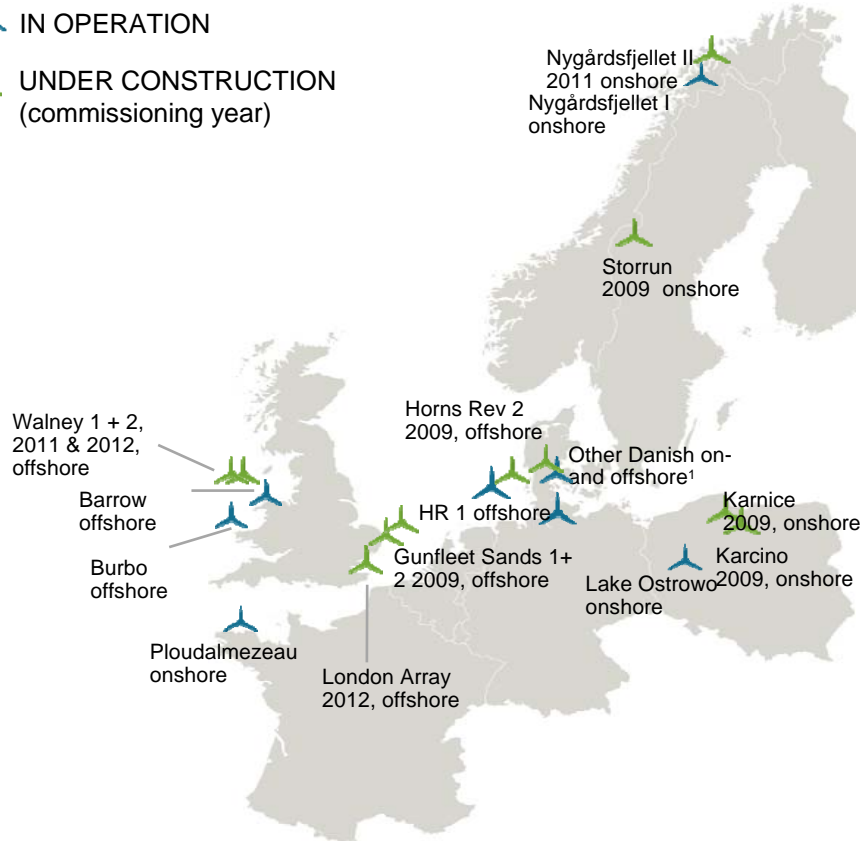 IN OPERATION
UNDER CONSTRUCTION
(commissioning year)
Nygårdsfjellet II
2011 onshore
Nygårdsfjellet I
onshore
Storrun
2009 onshore
Walney 1 + 2,
2011 & 2012,
offshore
Barrow
offshore
Burbo
offshore
Ploudalmezeau
onshore
Horns Rev 2
2009, offshore
Other Danish on-
and offshore¹
HR 1 offshore
Gunfleet Sands 1+
2 2009, offshore
London Array
2012, offshore
Karnice
2009, onshore
Karcino
2009, onshore
Lake Ostrowo
onshore